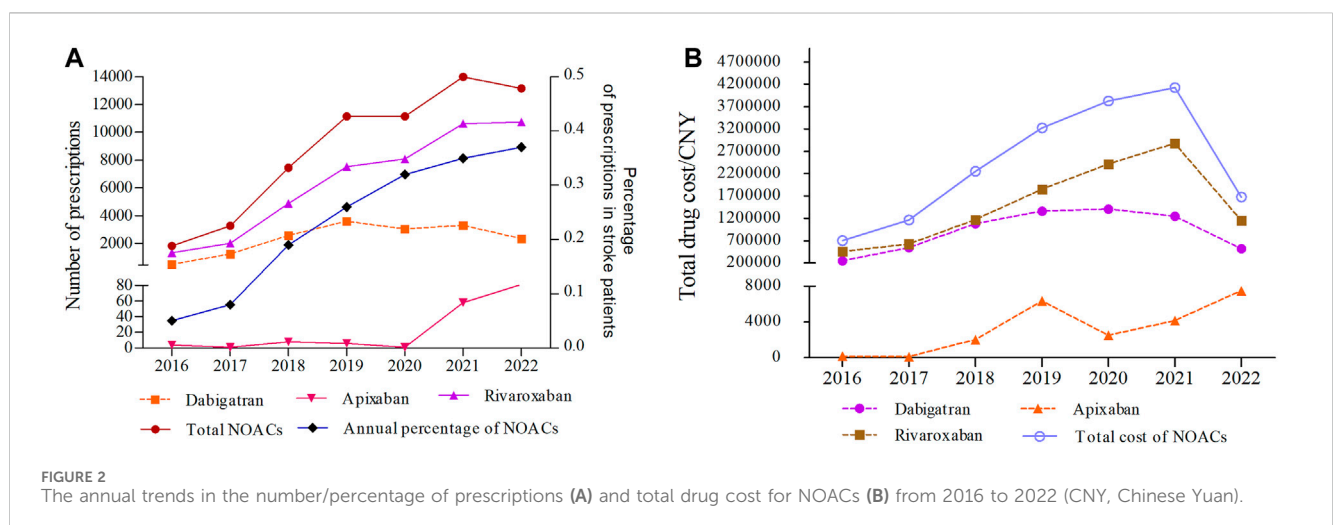 A
Number of prescriptions
14000
12000
10000
8000
6000
4000
2000
80
60
40
20
0
0.5
0.4
0.3
0.2
0.1
0.0
Percentage
of prescriptions in stroke patients
2016 2017 2018 2019 2020 2021 2022
Dabigatran Apixaban Rivaroxaban
Total NOACs Annual percentage of NOACs
B
Total drug cost/CNY
4700000
4200000
3700000
3200000
2700000
2200000
1700000
1200000
700000
200000
8000
4000
0
2016 2017 2018 2019 2020 2021 2022
Dabigatran Apixaban
Rivaroxaban Total cost of NOACs
FIGURE 2
The annual trends in the number/percentage of prescriptions (A) and total drug cost for NOACs (B) from 2016 to 2022 (CNY, Chinese Yuan).